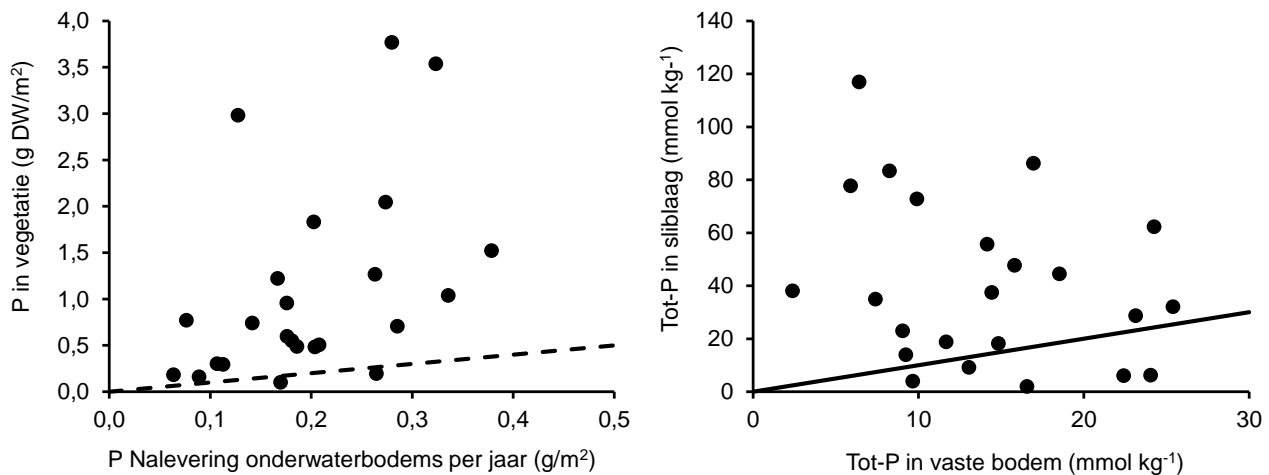 4,0
3,5
3,0
2,5
2,0
1,5
1,0
0,5
0,0
P in vegetatie (g DW/m²)
0,0 0,1 0,2 0,3 0,4 0,5
P Nalevering onderwaterbodems per jaar (g/m²)
140
120
100
80
60
40
20
0
Tot-P in sliblaag (mmol kg⁻¹)
0 10 20 30
Tot-P in vaste bodem (mmol kg⁻¹)